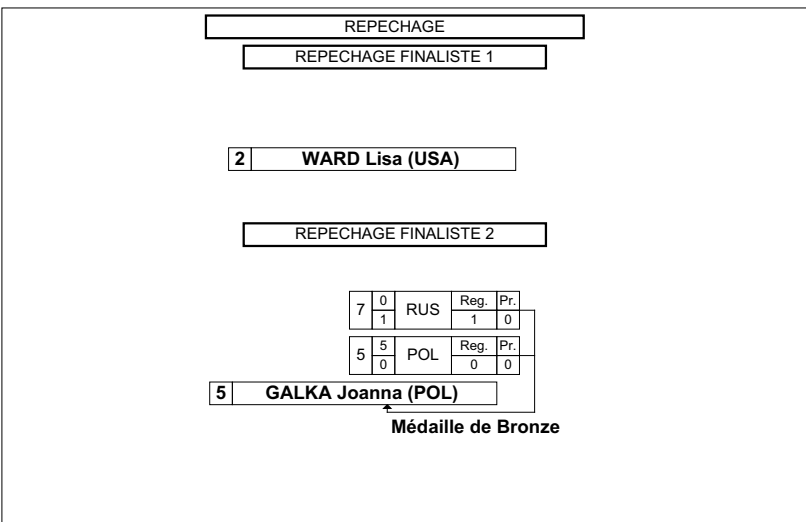 REPECHAGE
REPECHAGE FINALISTE 1
2 WARD Lisa (USA)
REPECHAGE FINALISTE 2
7 0 1 RUS Reg. Pr. 1 0
5 5 0 POL Reg. Pr. 0 0
5 GALKA Joanna (POL)
Médaille de Bronze